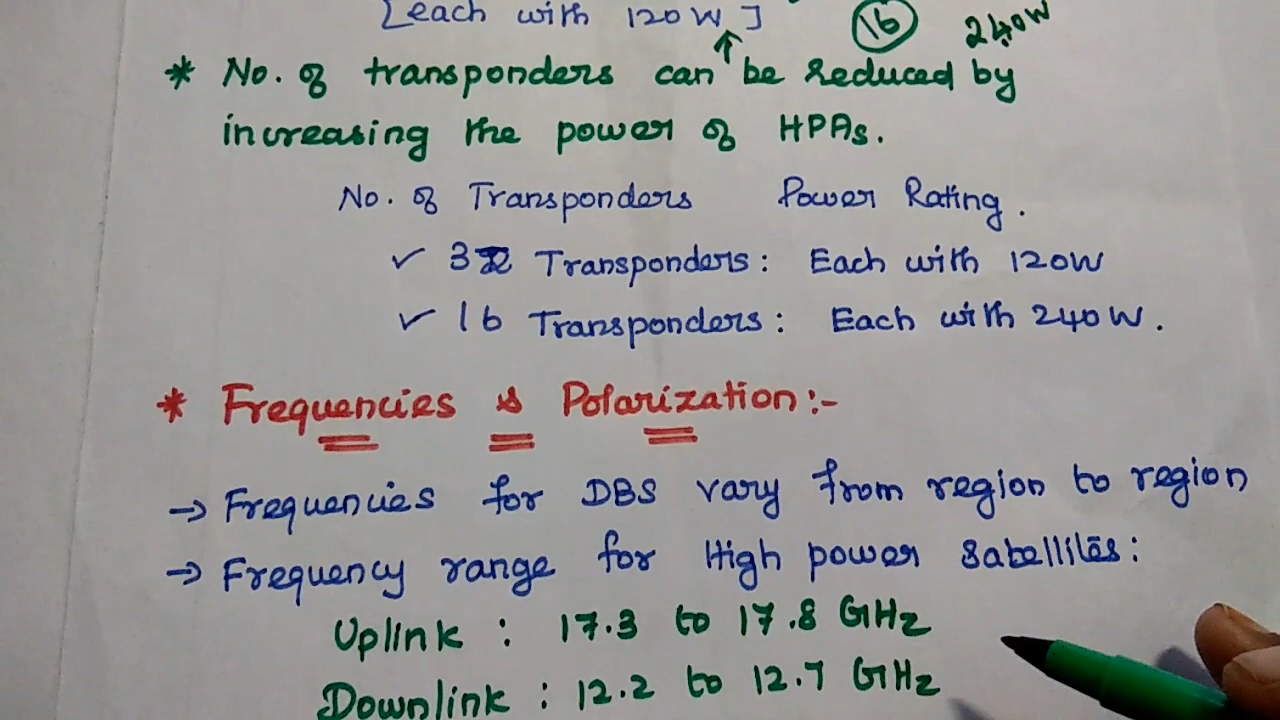 [each with 120W] 16 240W
* No. of transponders can be reduced by
increasing the power of HPAs.
No. of Transponders Power Rating.
✓ 32 Transponders: Each with 120W
✓ 16 Transponders: Each with 240W.
* Frequencies & Polarization:-
→ Frequencies for DBS vary from region to region
→ Frequency range for High power Satellites:
Uplink : 17.3 to 17.8 GHz
Downlink : 12.2 to 12.7 GHz